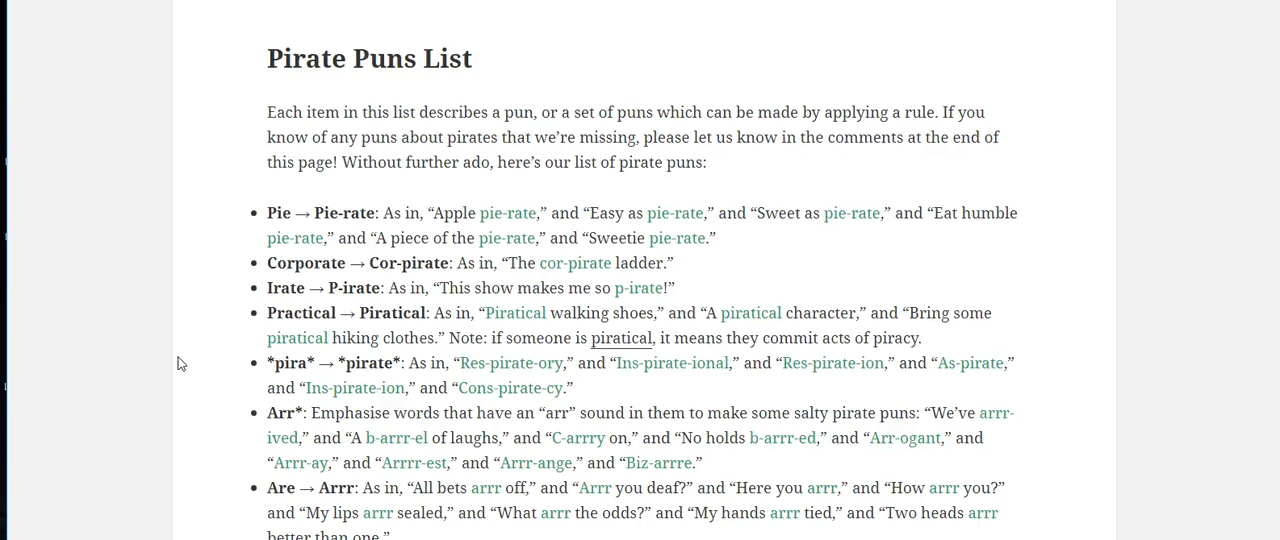 Pirate Puns List
Each item in this list describes a pun, or a set of puns which can be made by applying a rule. If you
know of any puns about pirates that we’re missing, please let us know in the comments at the end of
this page! Without further ado, here’s our list of pirate puns:
• Pie → Pie-rate: As in, “Apple pie-rate,” and “Easy as pie-rate,” and “Sweet as pie-rate,” and “Eat humble
pie-rate,” and “A piece of the pie-rate,” and “Sweetie pie-rate.”
• Corporate → Cor-pirate: As in, “The cor-pirate ladder.”
• Irate → P-irate: As in, “This show makes me so p-irate!”
• Practical → Piratical: As in, “Piratical walking shoes,” and “A piratical character,” and “Bring some
piratical hiking clothes.” Note: if someone is piratical, it means they commit acts of piracy.
• *pira* → *pirate*: As in, “Res-pirate-ory,” and “Ins-pirate-ional,” and “Res-pirate-ion,” and “As-pirate,”
and “Ins-pirate-ion,” and “Cons-pirate-cy.”
• Arr*: Emphasise words that have an “arr” sound in them to make some salty pirate puns: “We’ve arrr-
ived,” and “A b-arrr-el of laughs,” and “C-arrry on,” and “No holds b-arrr-ed,” and “Arr-ogant,” and
“Arrr-ay,” and “Arrrr-est,” and “Arrr-ange,” and “Biz-arrre.”
• Are → Arrr: As in, “All bets arrr off,” and “Arrr you deaf?” and “Here you arrr,” and “How arrr you?”
and “My lips arrr sealed,” and “What arrr the odds?” and “My hands arrr tied,” and “Two heads arrr
better than one.”